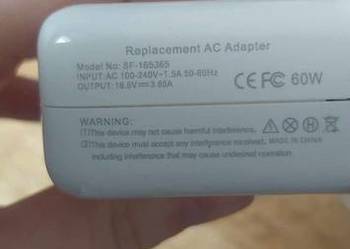 Replacement AC Adapter
Model No: SF-165365
INPUT:AC 100-240V~1.5A 50-60Hz
OUTPUT:16.5V⎓3.65A
CE FC 60W
WARNING:
(1)This device may not cause harmful interference,
(2)This device must accept any interference received, MADE IN CHINA
including interference that may cause undesired operation